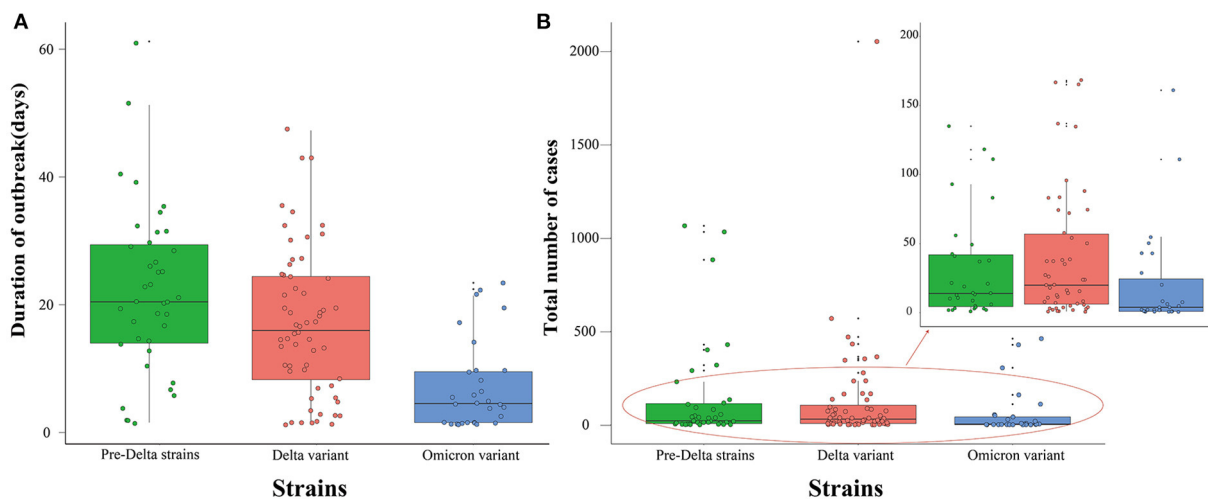 A
Duration of outbreak(days)
60
40
20
0
Pre-Delta strains
Delta variant
Omicron variant
Strains
B
Total number of cases
2000
1500
1000
500
0
Pre-Delta strains
Delta variant
Omicron variant
Strains
200
150
100
50
0